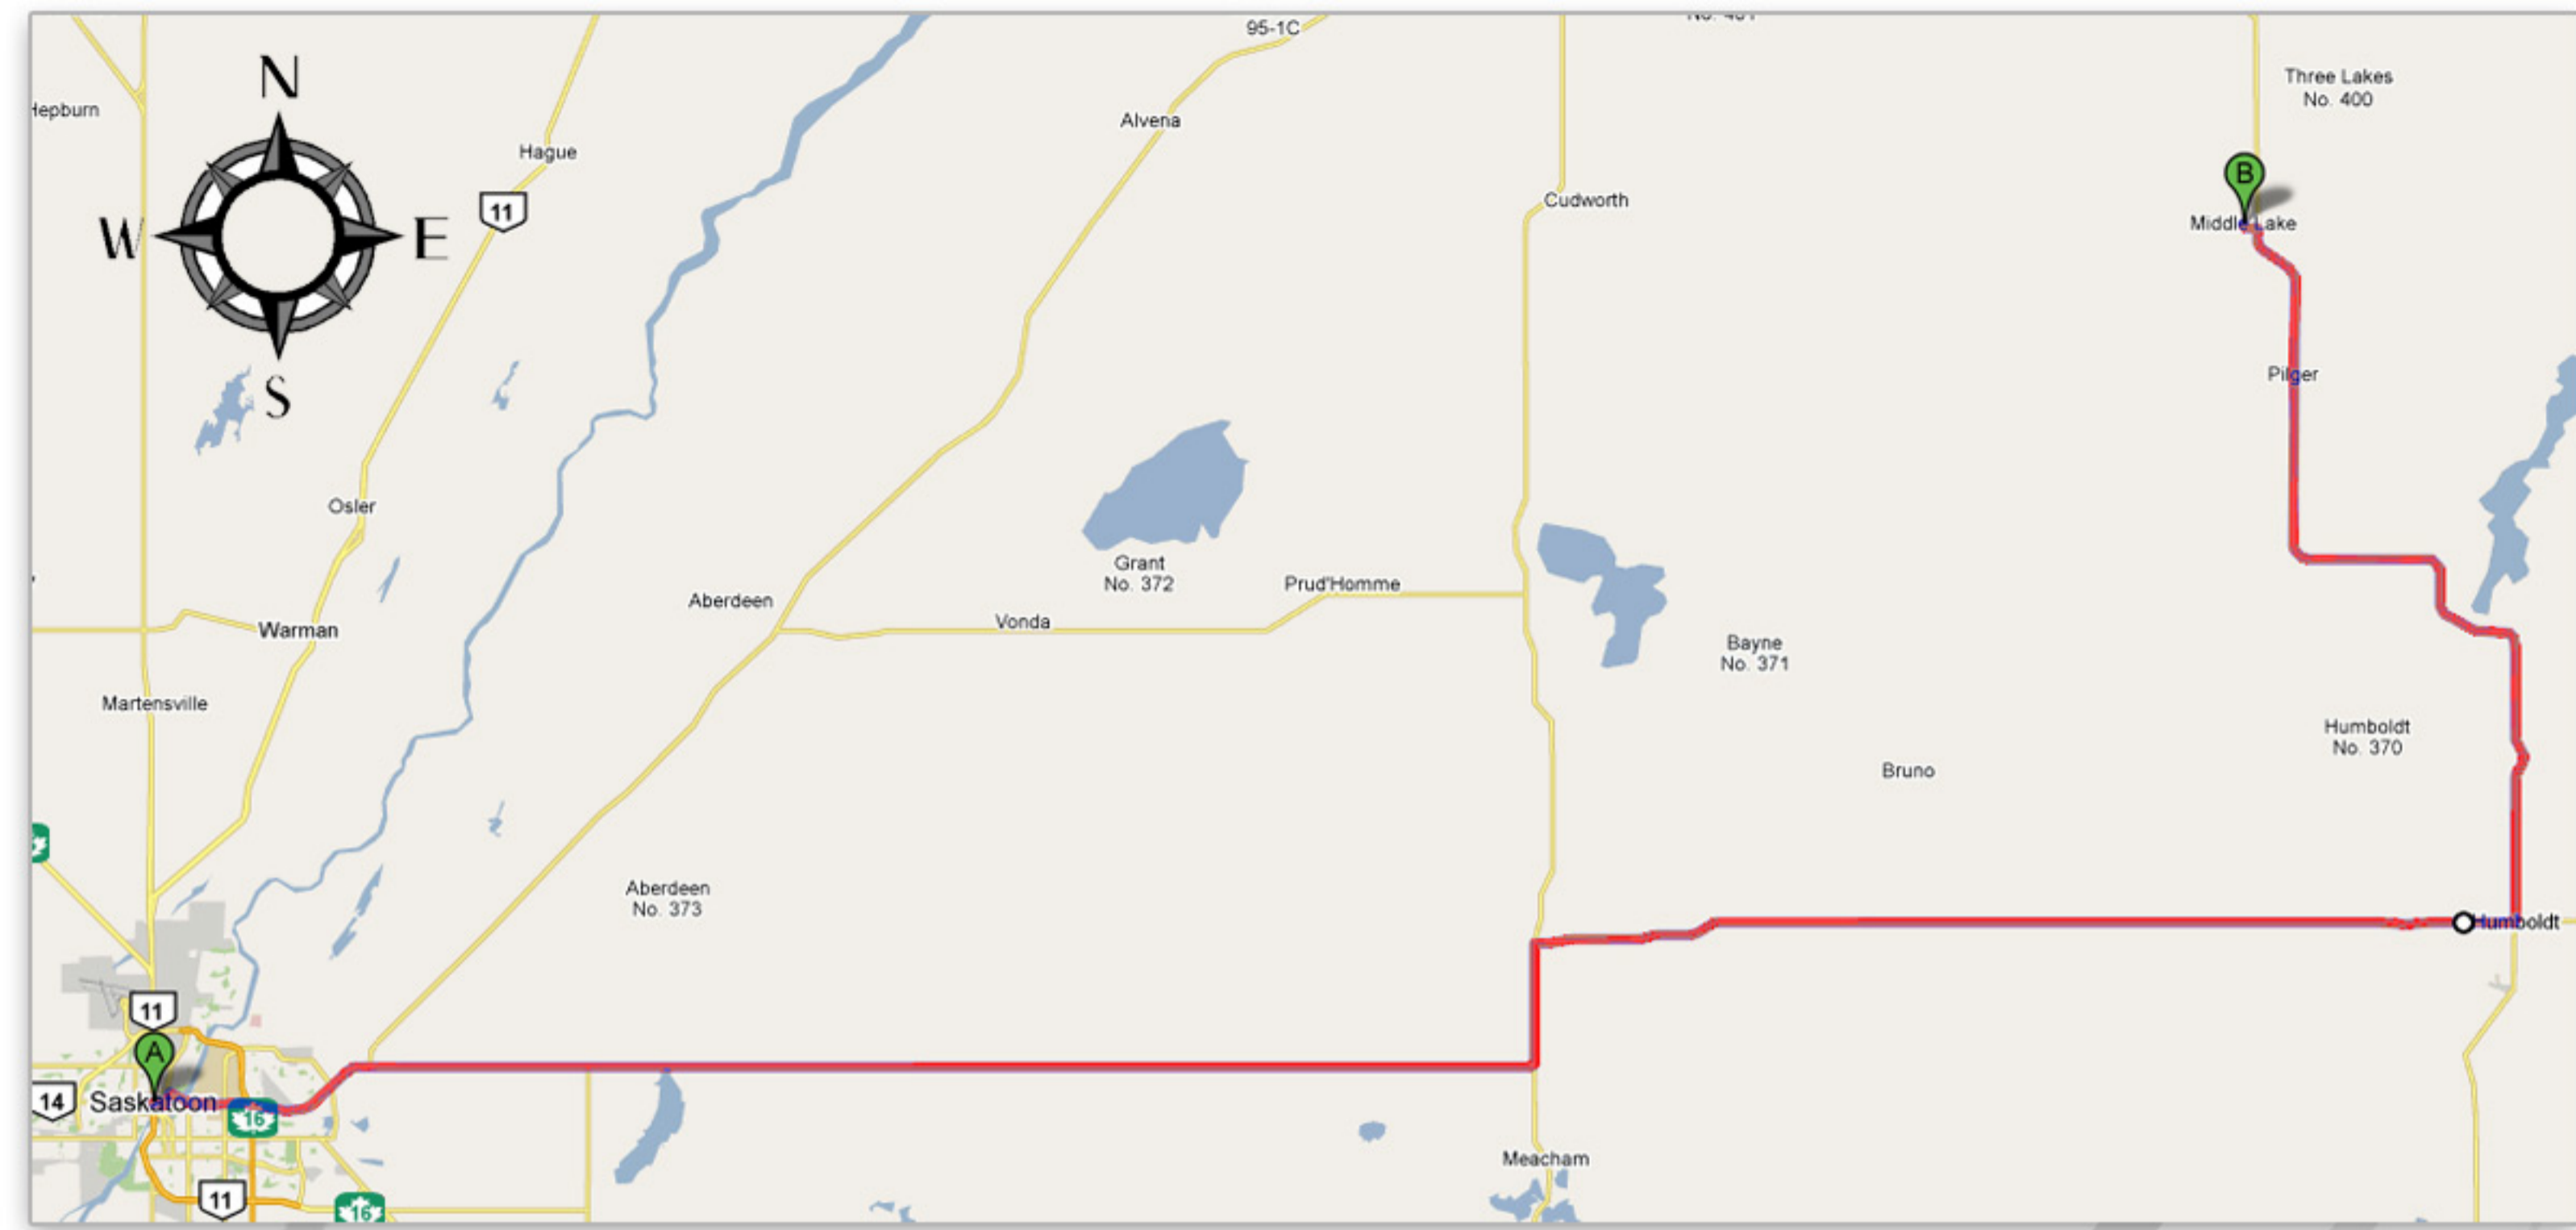 95-1C
Three Lakes
No. 400
N
Hepburn
Alvena
Hague
B
11
Cudworth
Middle Lake
W
E
S
Pilger
Osler
Grant
No. 372
Prud'Homme
Aberdeen
Vonda
Warman
Bayne
No. 371
Martensville
Humboldt
No. 370
Bruno
Aberdeen
No. 373
Humboldt
11
A
14
Saskatoon
16
Meacham
11
16